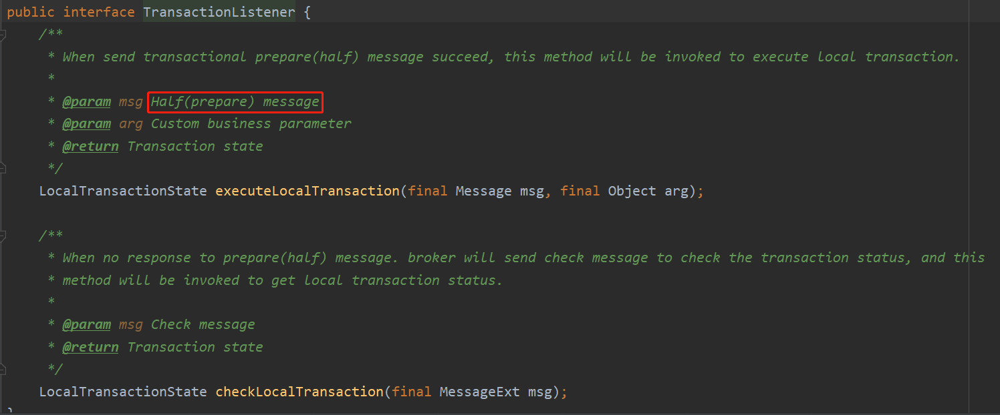 public interface TransactionListener {
/**
* When send transactional prepare(half) message succeed, this method will be invoked to execute local transaction.
*
* @param msg Half(prepare) message
* @param arg Custom business parameter
* @return Transaction state
*/
LocalTransactionState executeLocalTransaction(final Message msg, final Object arg);
/**
* When no response to prepare(half) message. broker will send check message to check the transaction status, and this
* method will be invoked to get local transaction status.
*
* @param msg Check message
* @return Transaction state
*/
LocalTransactionState checkLocalTransaction(final MessageExt msg);
}